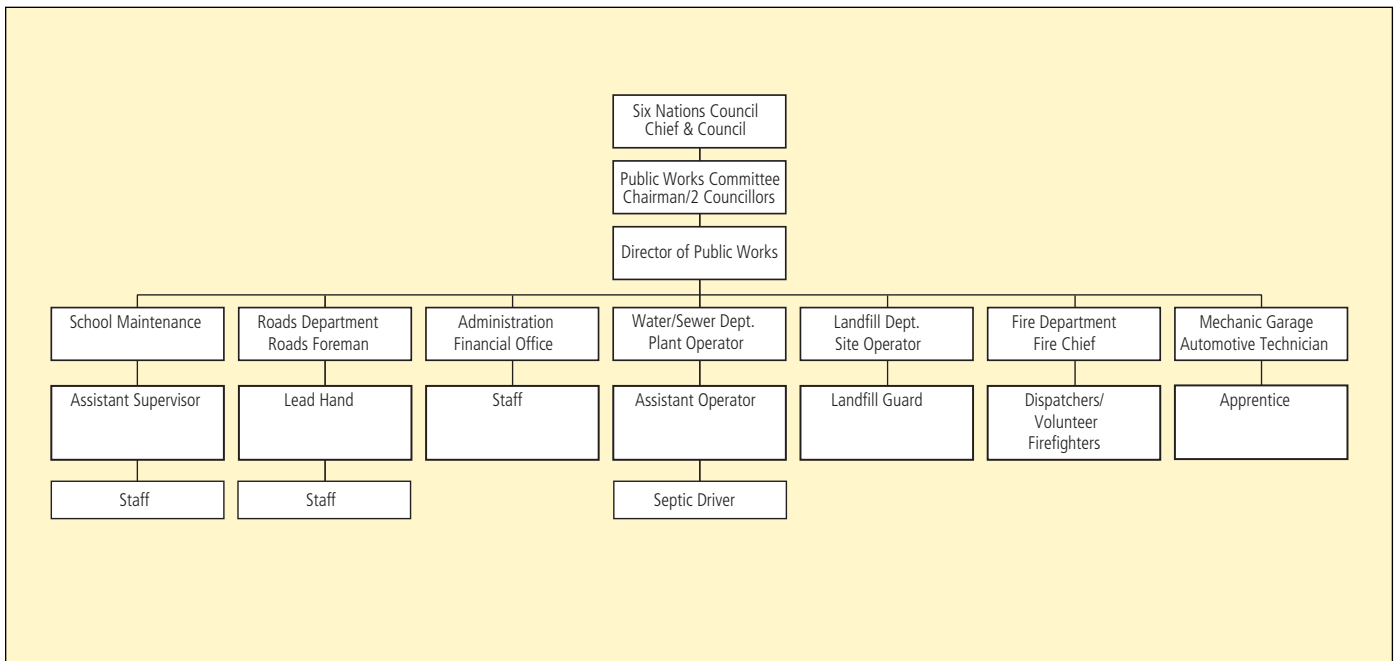 Six Nations Council
Chief & Council
Public Works Committee
Chairman/2 Councillors
Director of Public Works
School Maintenance
Roads Department
Roads Foreman
Administration
Financial Office
Water/Sewer Dept.
Plant Operator
Landfill Dept.
Site Operator
Fire Department
Fire Chief
Mechanic Garage
Automotive Technician
Assistant Supervisor
Lead Hand
Staff
Assistant Operator
Landfill Guard
Dispatchers/
Volunteer
Firefighters
Apprentice
Staff
Staff
Septic Driver